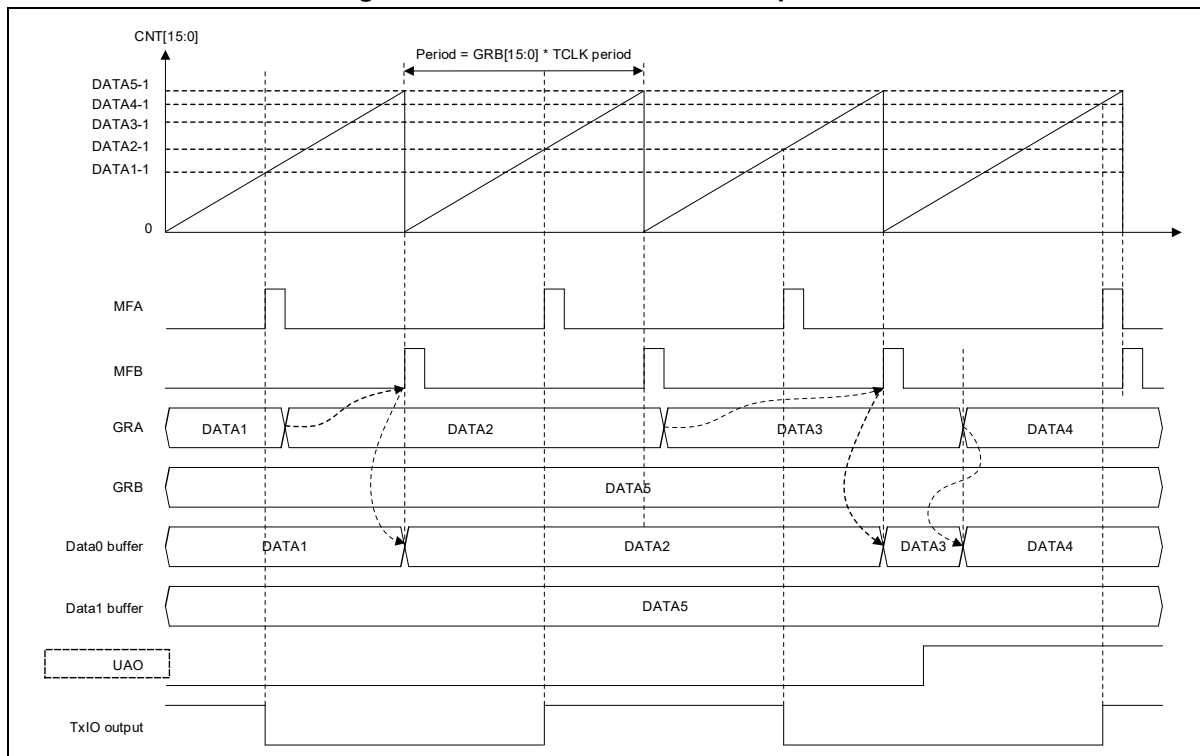 CNT[15:0]
Period = GRB[15:0] * TCLK period
DATA5-1
DATA4-1
DATA3-1
DATA2-1
DATA1-1
0
MFA
MFB
GRA
DATA1
DATA2
DATA3
DATA4
GRB
DATA5
Data0 buffer
DATA1
DATA2
DATA3
DATA4
Data1 buffer
DATA5
UAO
TxIO output